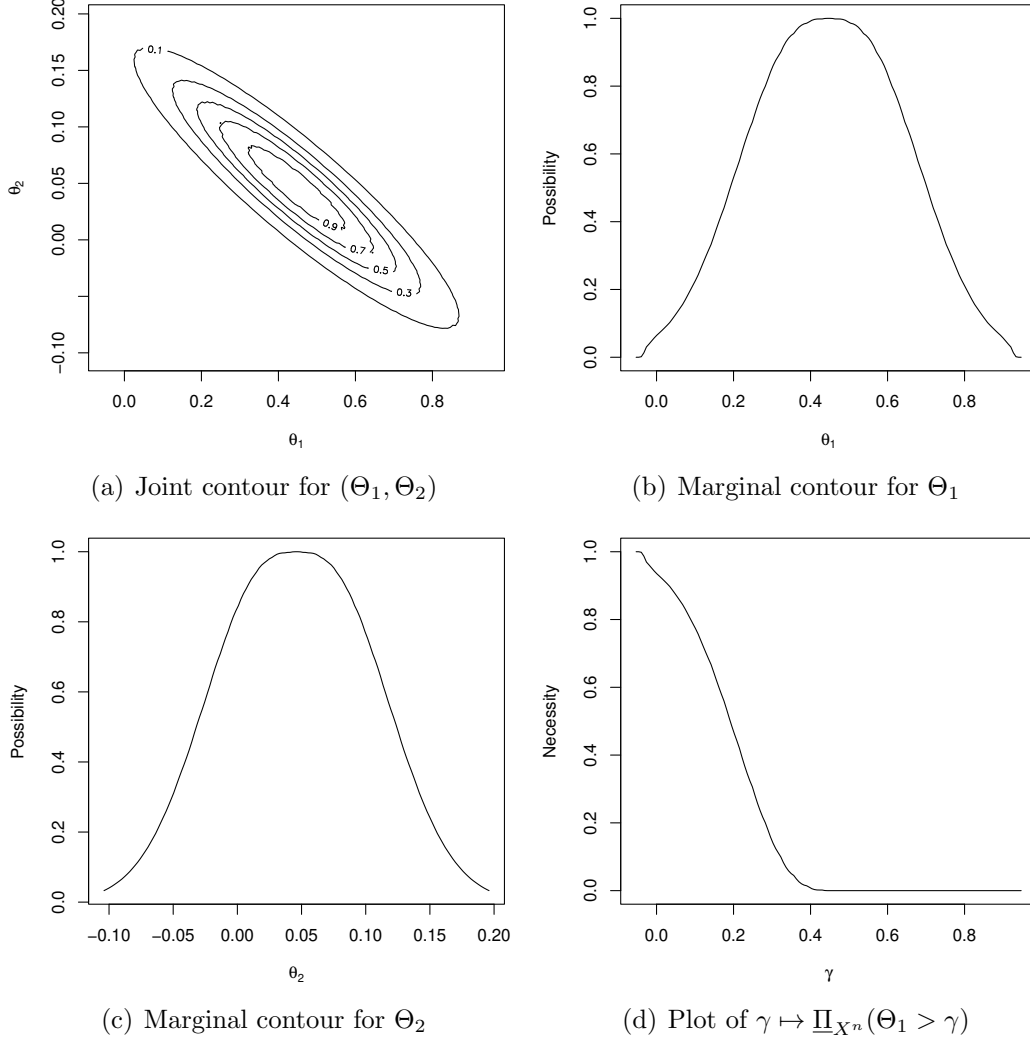 0.20
0.15
0.10
0.05
0.00
−0.10
θ2
0.1
0.9
0.7
0.5
0.3
0.0 0.2 0.4 0.6 0.8
θ1
(a) Joint contour for (Θ1, Θ2)
1.0
0.8
0.6
0.4
0.2
0.0
Possibility
0.0 0.2 0.4 0.6 0.8
θ1
(b) Marginal contour for Θ1
1.0
0.8
0.6
0.4
0.2
0.0
Possibility
−0.10 −0.05 0.00 0.05 0.10 0.15 0.20
θ2
(c) Marginal contour for Θ2
1.0
0.8
0.6
0.4
0.2
0.0
Necessity
0.0 0.2 0.4 0.6 0.8
γ
(d) Plot of γ ↦ Π̲Xⁿ(Θ1 > γ)